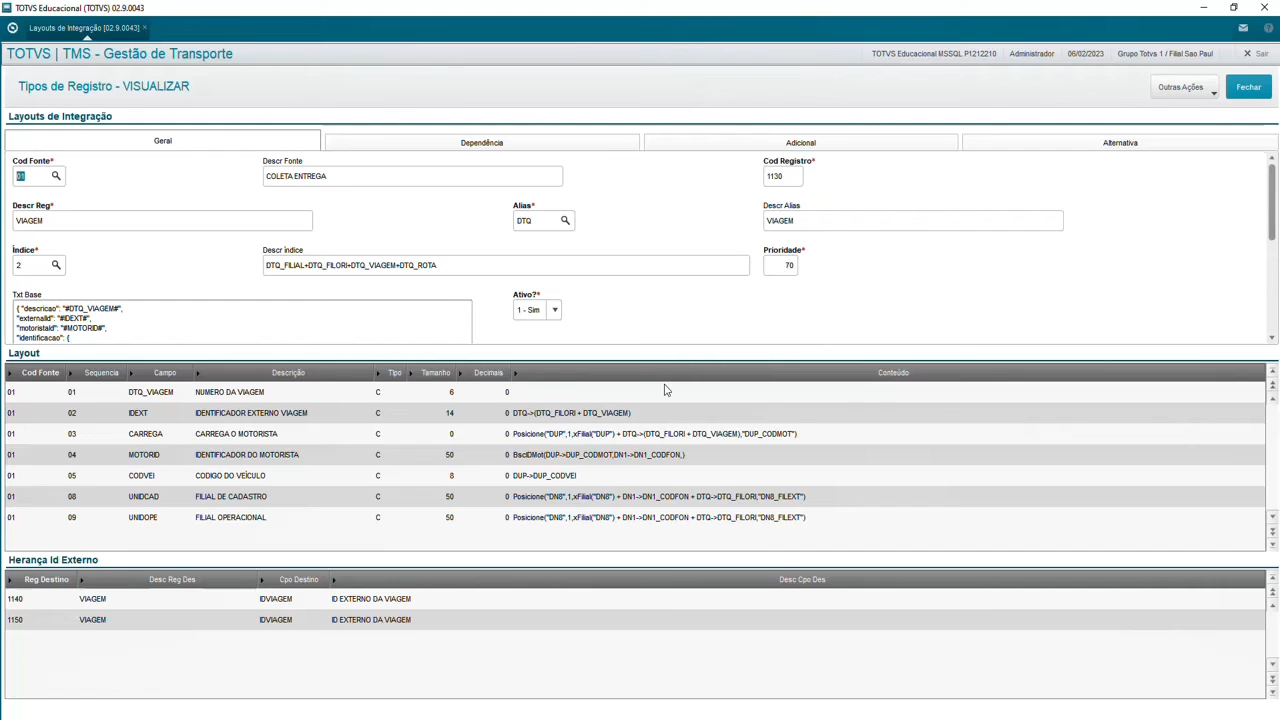 TOTVS Educacional (TOTVS) 02.9.0043
Layouts de Integração [02.9.0043]
TOTVS | TMS - Gestão de Transporte
TOTVS Educacional MSSQL P1212210 Administrador 06/02/2023 Grupo Totvs 1 / Filial Sao Paul Sair
Tipos de Registro - VISUALIZAR
Outras Ações
Fechar
Layouts de Integração
Geral Dependência Adicional Alternativa
Cod Fonte* Descr Fonte Cod Registro*
01 COLETA ENTREGA 1130
Descr Reg* Alias* Descr Alias
VIAGEM DTQ VIAGEM
Índice* Descr índice Prioridade*
2 DTQ_FILIAL+DTQ_FILORI+DTQ_VIAGEM+DTQ_ROTA 70
Txt Base Ativo?*
{ "descricao": "#DTQ_VIAGEM#", 1 - Sim
"externalId": "#IDEXT#",
"motoristaId": "#MOTORID#",
"identificacao": {
Layout
Cod Fonte Sequencia Campo Descrição Tipo Tamanho Decimais Conteúdo
01 01 DTQ_VIAGEM NUMERO DA VIAGEM C 6 0
01 02 IDEXT IDENTIFICADOR EXTERNO VIAGEM C 14 0 DTQ->(DTQ_FILORI + DTQ_VIAGEM)
01 03 CARREGA CARREGA O MOTORISTA C 0 0 Posicione("DUP",1,xFilial("DUP") + DTQ->(DTQ_FILORI + DTQ_VIAGEM),"DUP_CODMOT")
01 04 MOTORID IDENTIFICADOR DO MOTORISTA C 50 0 BscIDMot(DUP->DUP_CODMOT,DN1->DN1_CODFON,)
01 05 CODVEI CODIGO DO VEÍCULO C 8 0 DUP->DUP_CODVEI
01 08 UNIDCAD FILIAL DE CADASTRO C 50 0 Posicione("DN8",1,xFilial("DN8") + DN1->DN1_CODFON + DTQ->DTQ_FILORI,"DN8_FILEXT")
01 09 UNIDOPE FILIAL OPERACIONAL C 50 0 Posicione("DN8",1,xFilial("DN8") + DN1->DN1_CODFON + DTQ->DTQ_FILORI,"DN8_FILEXT")
Herança Id Externo
Reg Destino Desc Reg Des Cpo Destino Desc Cpo Des
1140 VIAGEM IDVIAGEM ID EXTERNO DA VIAGEM
1150 VIAGEM IDVIAGEM ID EXTERNO DA VIAGEM